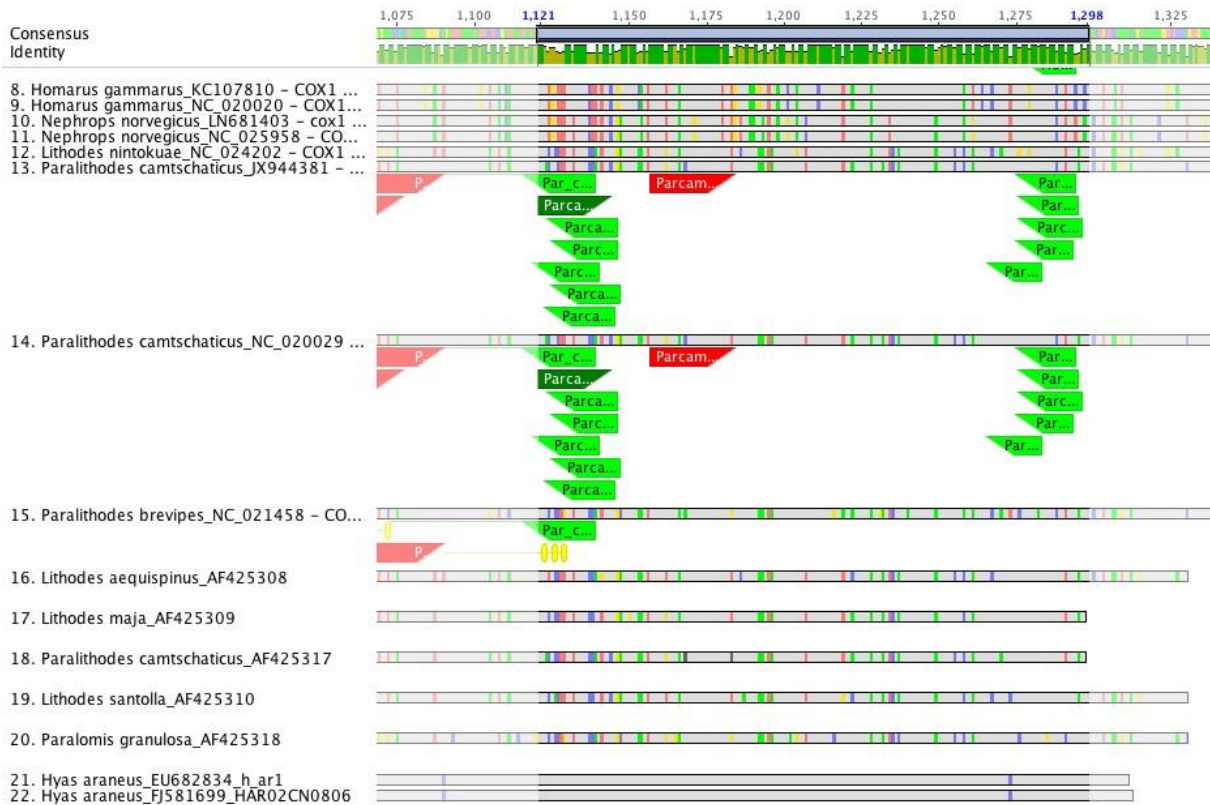 1,075 1,100 1,121 1,150 1,175 1,200 1,225 1,250 1,275 1,298 1,325
Consensus
Identity
8. Homarus gammarus_KC107810 – COX1 ...
9. Homarus gammarus_NC_020020 – COX1...
10. Nephrops norvegicus_LN681403 – cox1 ...
11. Nephrops norvegicus_NC_025958 – CO...
12. Lithodes nintokuae_NC_024202 – COX1 ...
13. Paralithodes camtschaticus_JX944381 – ...
P... Par_c... Parcam... Par...
Parca... Par...
Parca... Parc...
Parc... Par...
Parc... Par...
Parca...
Parca...
14. Paralithodes camtschaticus_NC_020029 ...
P... Par_c... Parcam... Par...
Parca... Par...
Parca... Parc...
Parc... Par...
Parc... Par...
Parca...
Parca...
15. Paralithodes brevipes_NC_021458 – CO...
Par_c...
P...
16. Lithodes aequispinus_AF425308
17. Lithodes maja_AF425309
18. Paralithodes camtschaticus_AF425317
19. Lithodes santolla_AF425310
20. Paralomis granulosa_AF425318
21. Hyas araneus_EU682834_h_ar1
22. Hyas araneus_FJ581699_HAR02CN0806